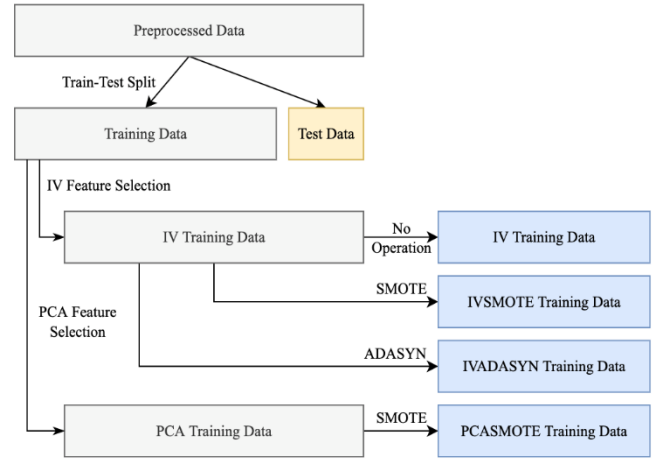 Preprocessed Data
Train-Test Split
Training Data
Test Data
IV Feature Selection
IV Training Data
No
Operation
IV Training Data
SMOTE
IVSMOTE Training Data
PCA Feature
Selection
ADASYN
IVADASYN Training Data
PCA Training Data
SMOTE
PCASMOTE Training Data